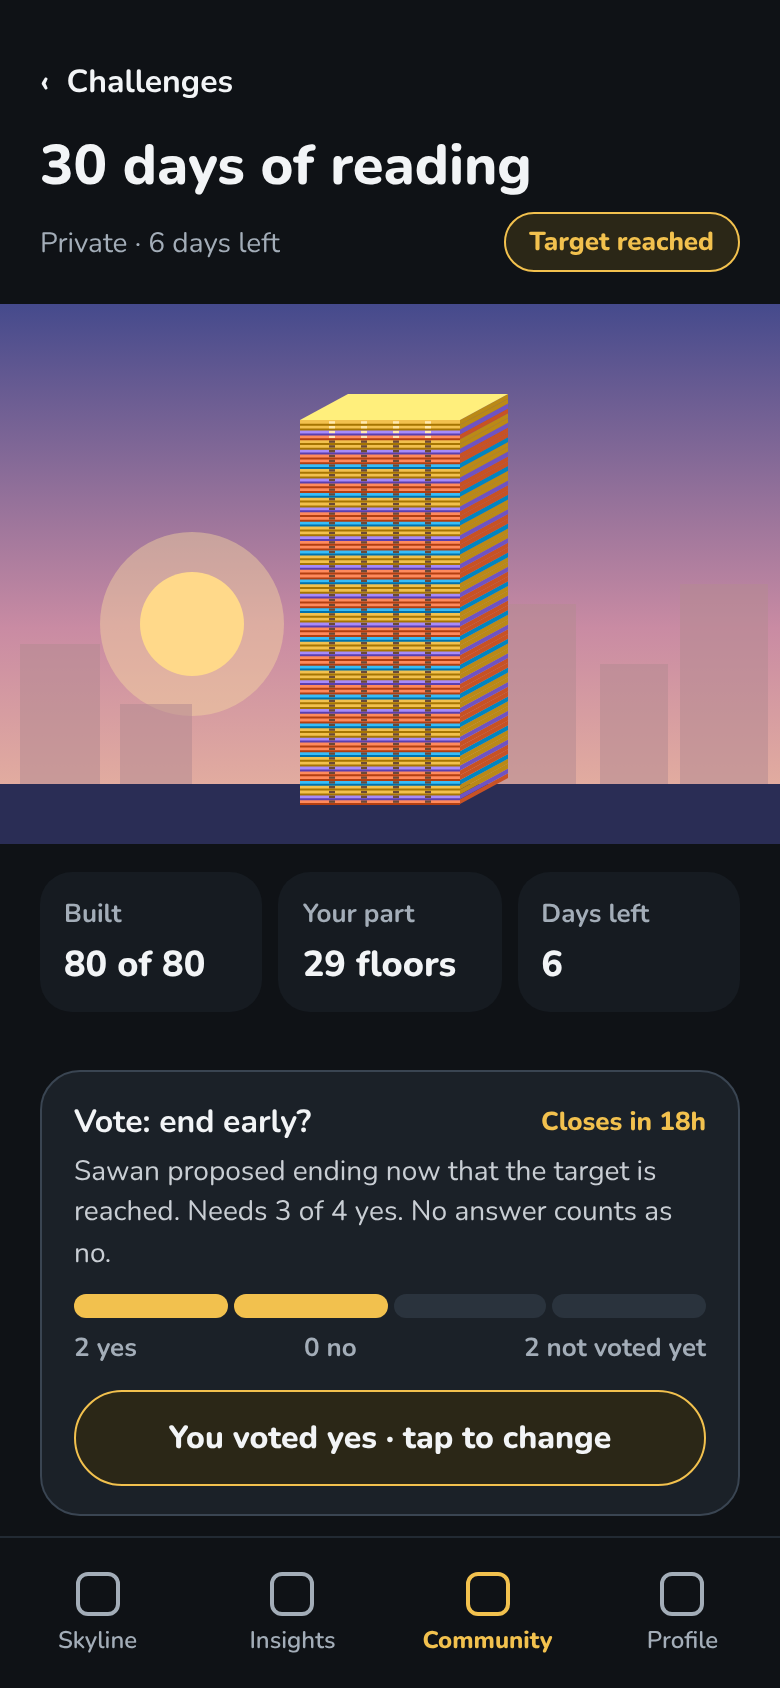 ‹ Challenges
30 days of reading
Private · 6 days left
Target reached
Built
80 of 80
Your part
29 floors
Days left
6
Vote: end early?
Closes in 18h
Sawan proposed ending now that the target is
reached. Needs 3 of 4 yes. No answer counts as
no.
2 yes
0 no
2 not voted yet
You voted yes · tap to change
Skyline
Insights
Community
Profile